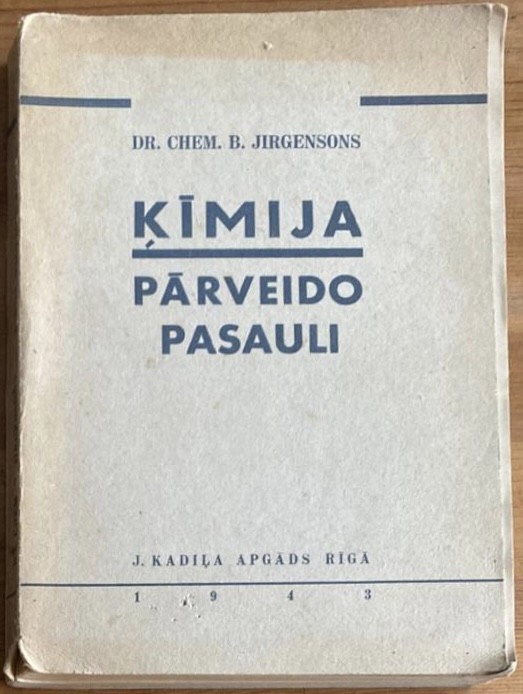 DR. CHEM. B. JIRGENSONS
ĶĪMIJA
PĀRVEIDO
PASAULI
J. KADIĻA APGĀDS RĪGĀ
1 9 4 3